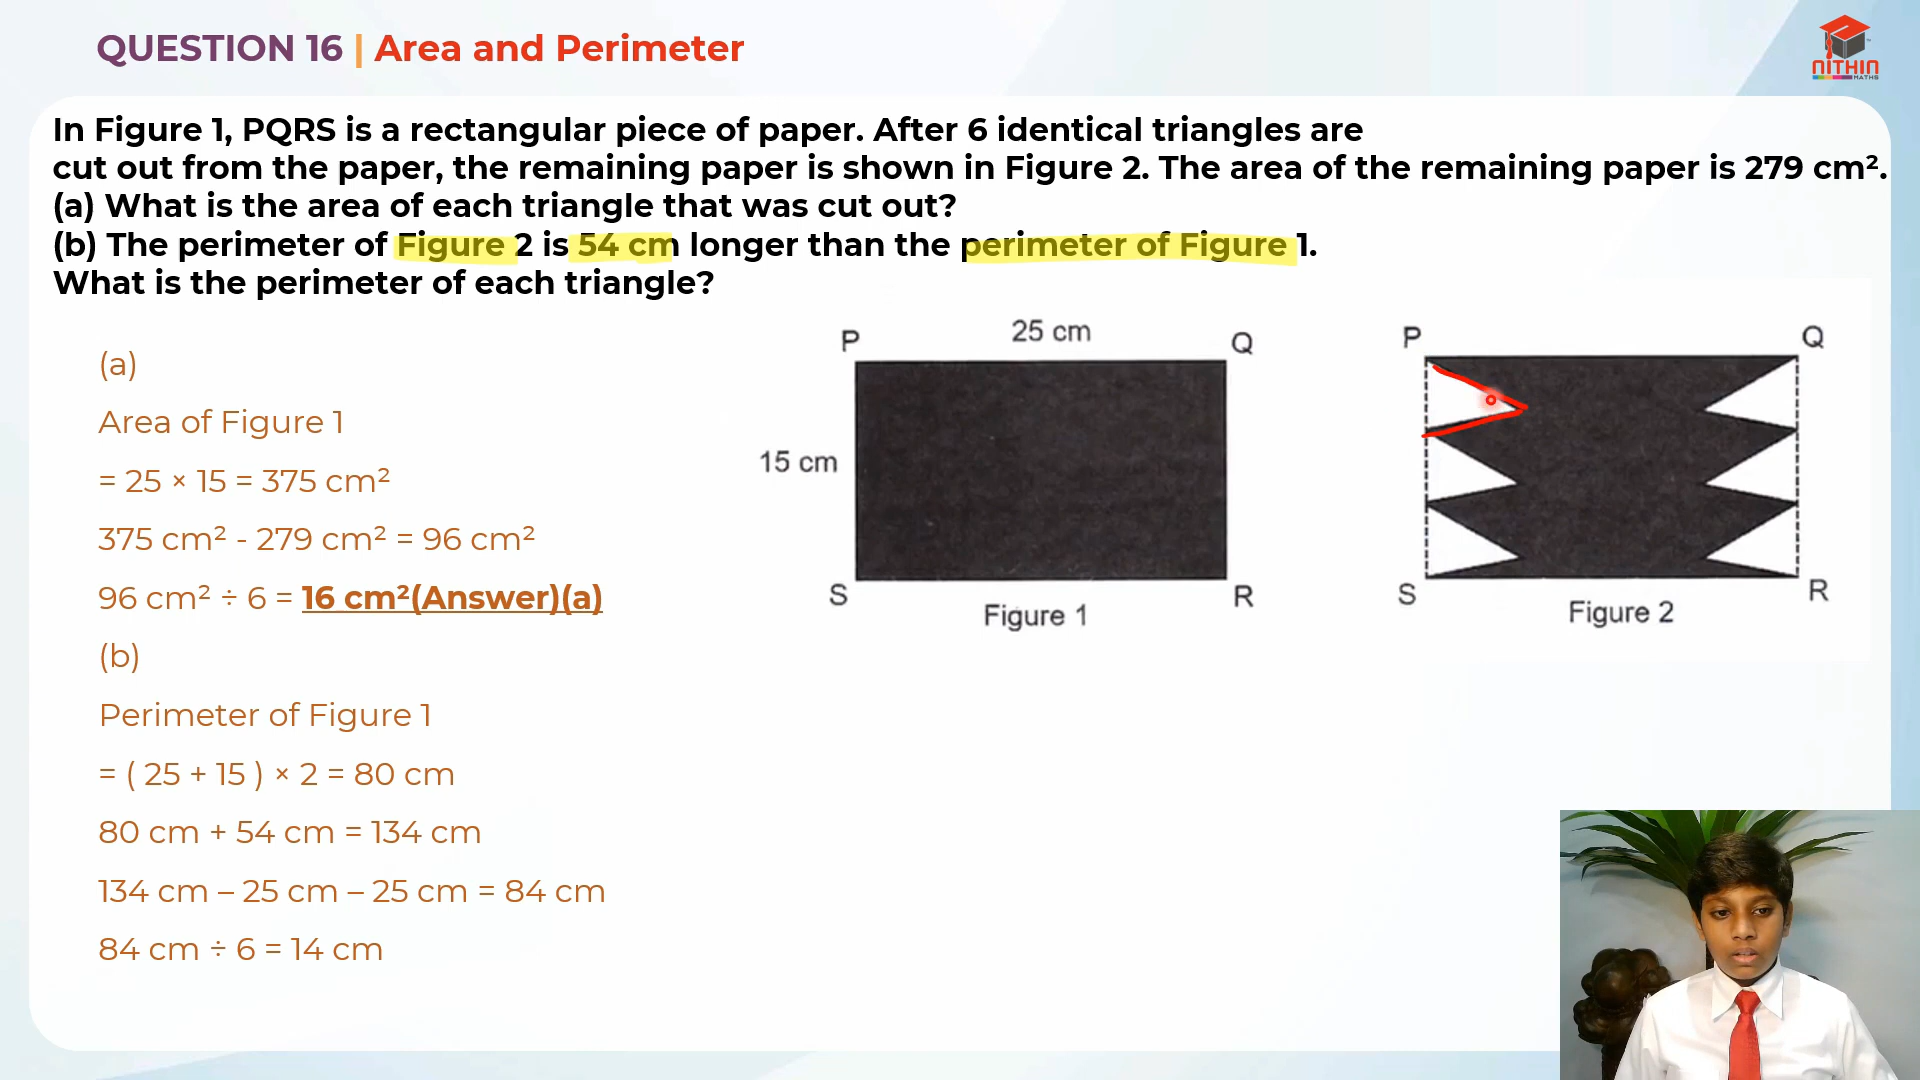 QUESTION 16 | Area and Perimeter
NITHIN
MATHS
In Figure 1, PQRS is a rectangular piece of paper. After 6 identical triangles are
cut out from the paper, the remaining paper is shown in Figure 2. The area of the remaining paper is 279 cm².
(a) What is the area of each triangle that was cut out?
(b) The perimeter of Figure 2 is 54 cm longer than the perimeter of Figure 1.
What is the perimeter of each triangle?
(a)
Area of Figure 1
= 25 × 15 = 375 cm²
375 cm² - 279 cm² = 96 cm²
96 cm² ÷ 6 = 16 cm²(Answer)(a)
(b)
Perimeter of Figure 1
= ( 25 + 15 ) × 2 = 80 cm
80 cm + 54 cm = 134 cm
134 cm – 25 cm – 25 cm = 84 cm
84 cm ÷ 6 = 14 cm
P 25 cm Q
15 cm
S R
Figure 1
P Q
S R
Figure 2